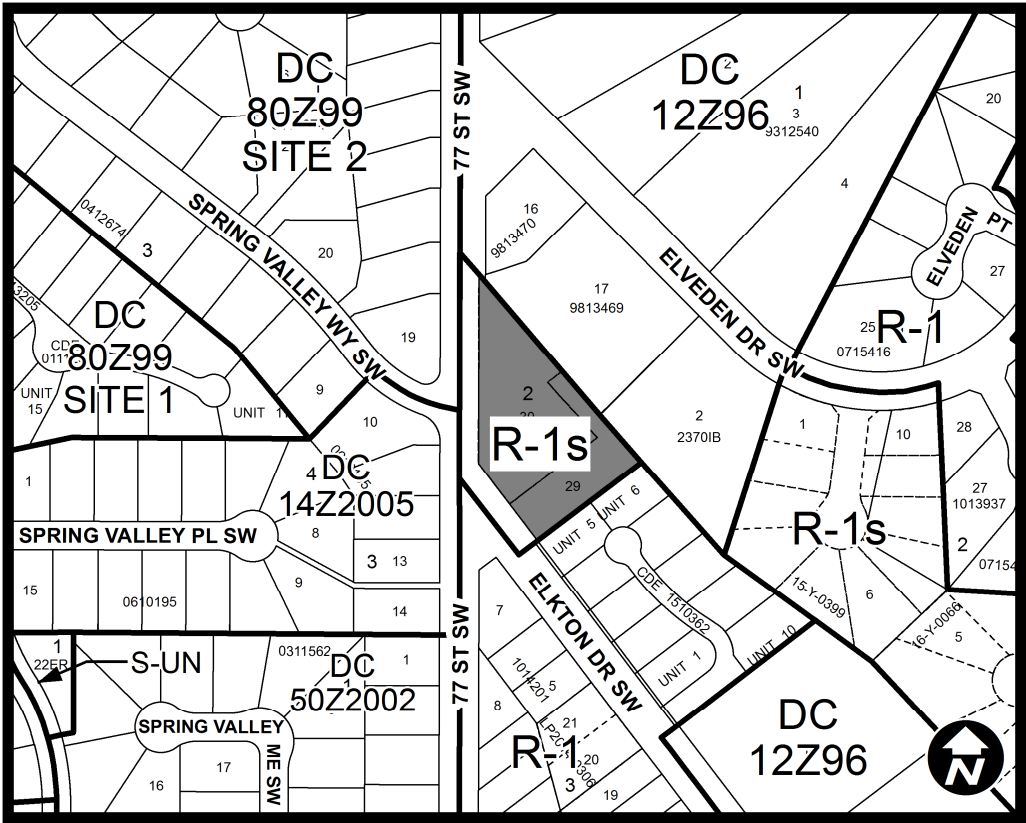 DC
80Z99
SITE 2
77 ST SW
DC
12Z96
2
1
3
9312540
20
4
ELVEDEN
PT
27
16
9813470
17
9813469
ELVEDEN DR SW
R-1
25
0715416
0412674
3
SPRING VALLEY WY SW
20
19
DC
80Z99
SITE 1
CDE
UNIT
15
UNIT
9
10
2
R-1s
29
2
2370IB
1
10
28
27
1013937
R-1s
2
1
4
DC
14Z2005
8
3
13
SPRING VALLEY PL SW
UNIT 5
UNIT 6
CDE 1510362
UNIT 1
UNIT 10
15-Y-0399
6
16-Y-0066
5
15
0610195
9
14
7
ELKTON DR SW
77 ST SW
1
22ER
S-UN
0311562
DC
1
50Z2002
1
1014201
5
8
21
20
R-1
3
19
DC
12Z96
SPRING VALLEY
ME SW
17
16
N